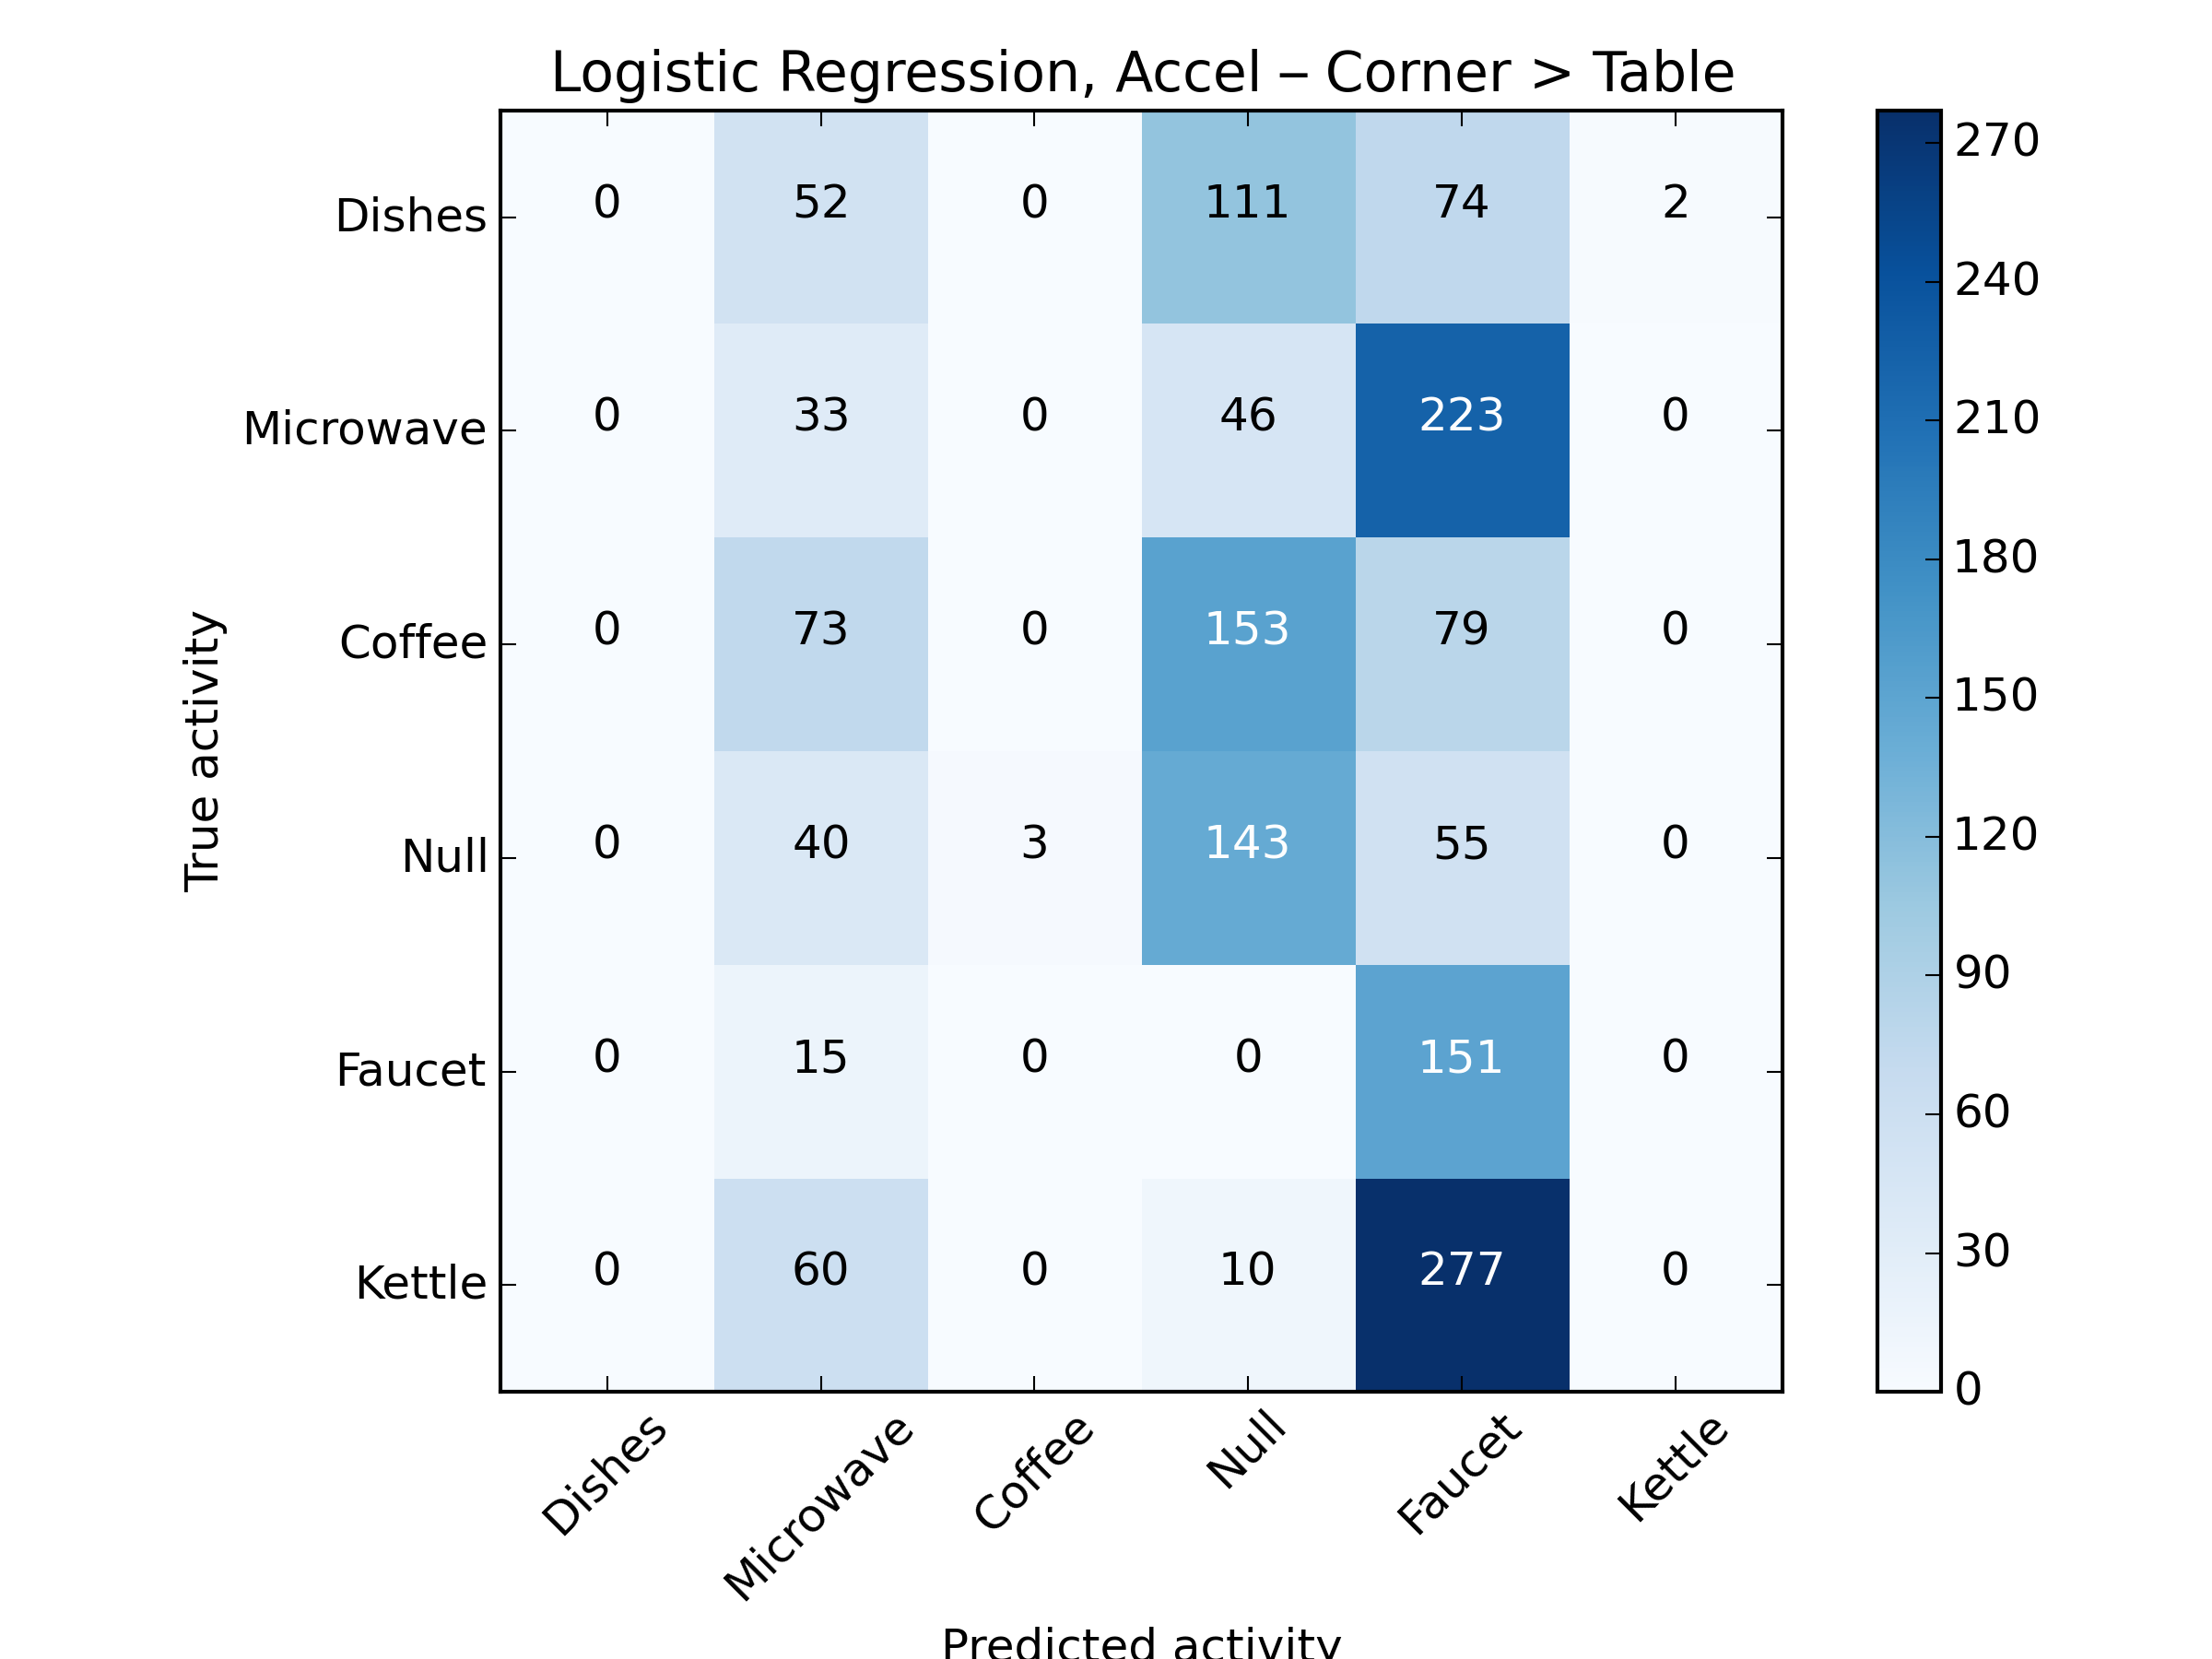 Logistic Regression, Accel – Corner > Table
Dishes 0 52 0 111 74 2
Microwave 0 33 0 46 223 0
Coffee 0 73 0 153 79 0
Null 0 40 3 143 55 0
Faucet 0 15 0 0 151 0
Kettle 0 60 0 10 277 0
True activity
Dishes Microwave Coffee Null Faucet Kettle
Predicted activity
270
240
210
180
150
120
90
60
30
0